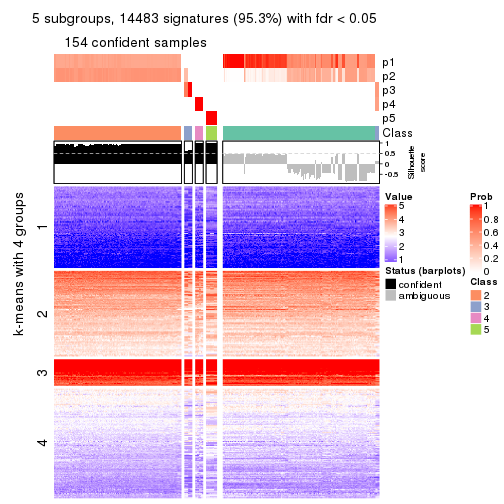 5 subgroups, 14483 signatures (95.3%) with fdr < 0.05
154 confident samples
p1
p2
p3
p4
p5
Class
1
0.5
0
-0.5
Silhouette
score
k-means with 4 groups
1
2
3
4
Value
5
4
3
2
1
Status (barplots)
confident
ambiguous
Prob
1
0.8
0.6
0.4
0.2
0
Class
2
3
4
5